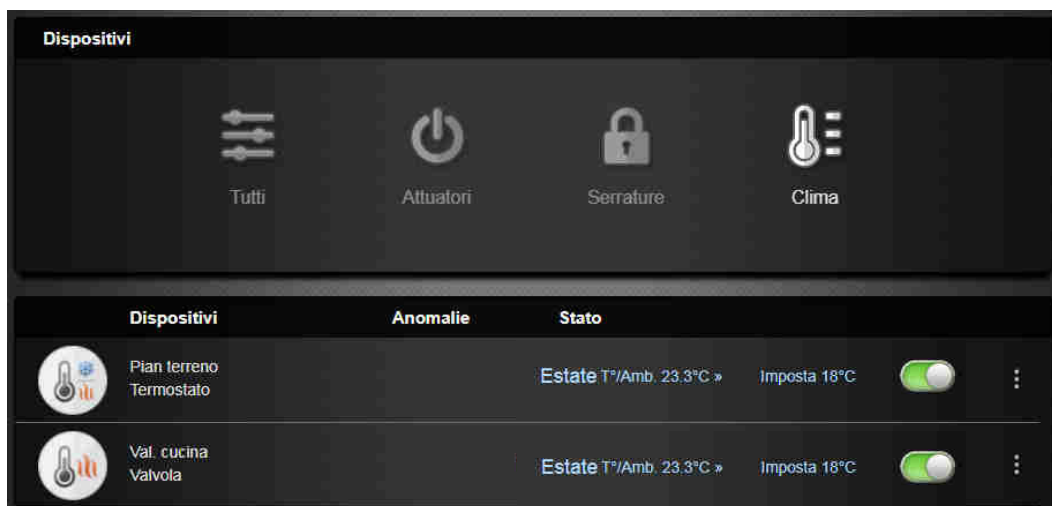 Dispositivi
Tutti
Attuatori
Serrature
Clima
Dispositivi Anomalie Stato
Pian terreno
Termostato
Estate T°/Amb. 23.3°C » Imposta 18°C
Val. cucina
Valvola
Estate T°/Amb. 23.3°C » Imposta 18°C